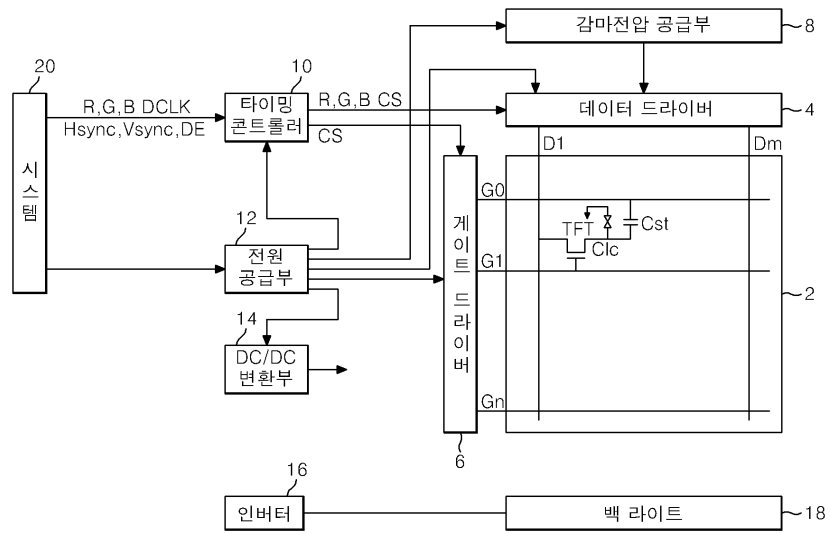 감마전압 공급부
8
20
10
R,G,B DCLK
Hsync,Vsync,DE
타이밍
콘트롤러
R,G,B CS
CS
데이터 드라이버
4
D1
Dm
시스템
G0
TFT
Cst
Clc
12
전원
공급부
게이트 드라이버
G1
2
14
DC/DC
변환부
Gn
6
16
인버터
백 라이트
18